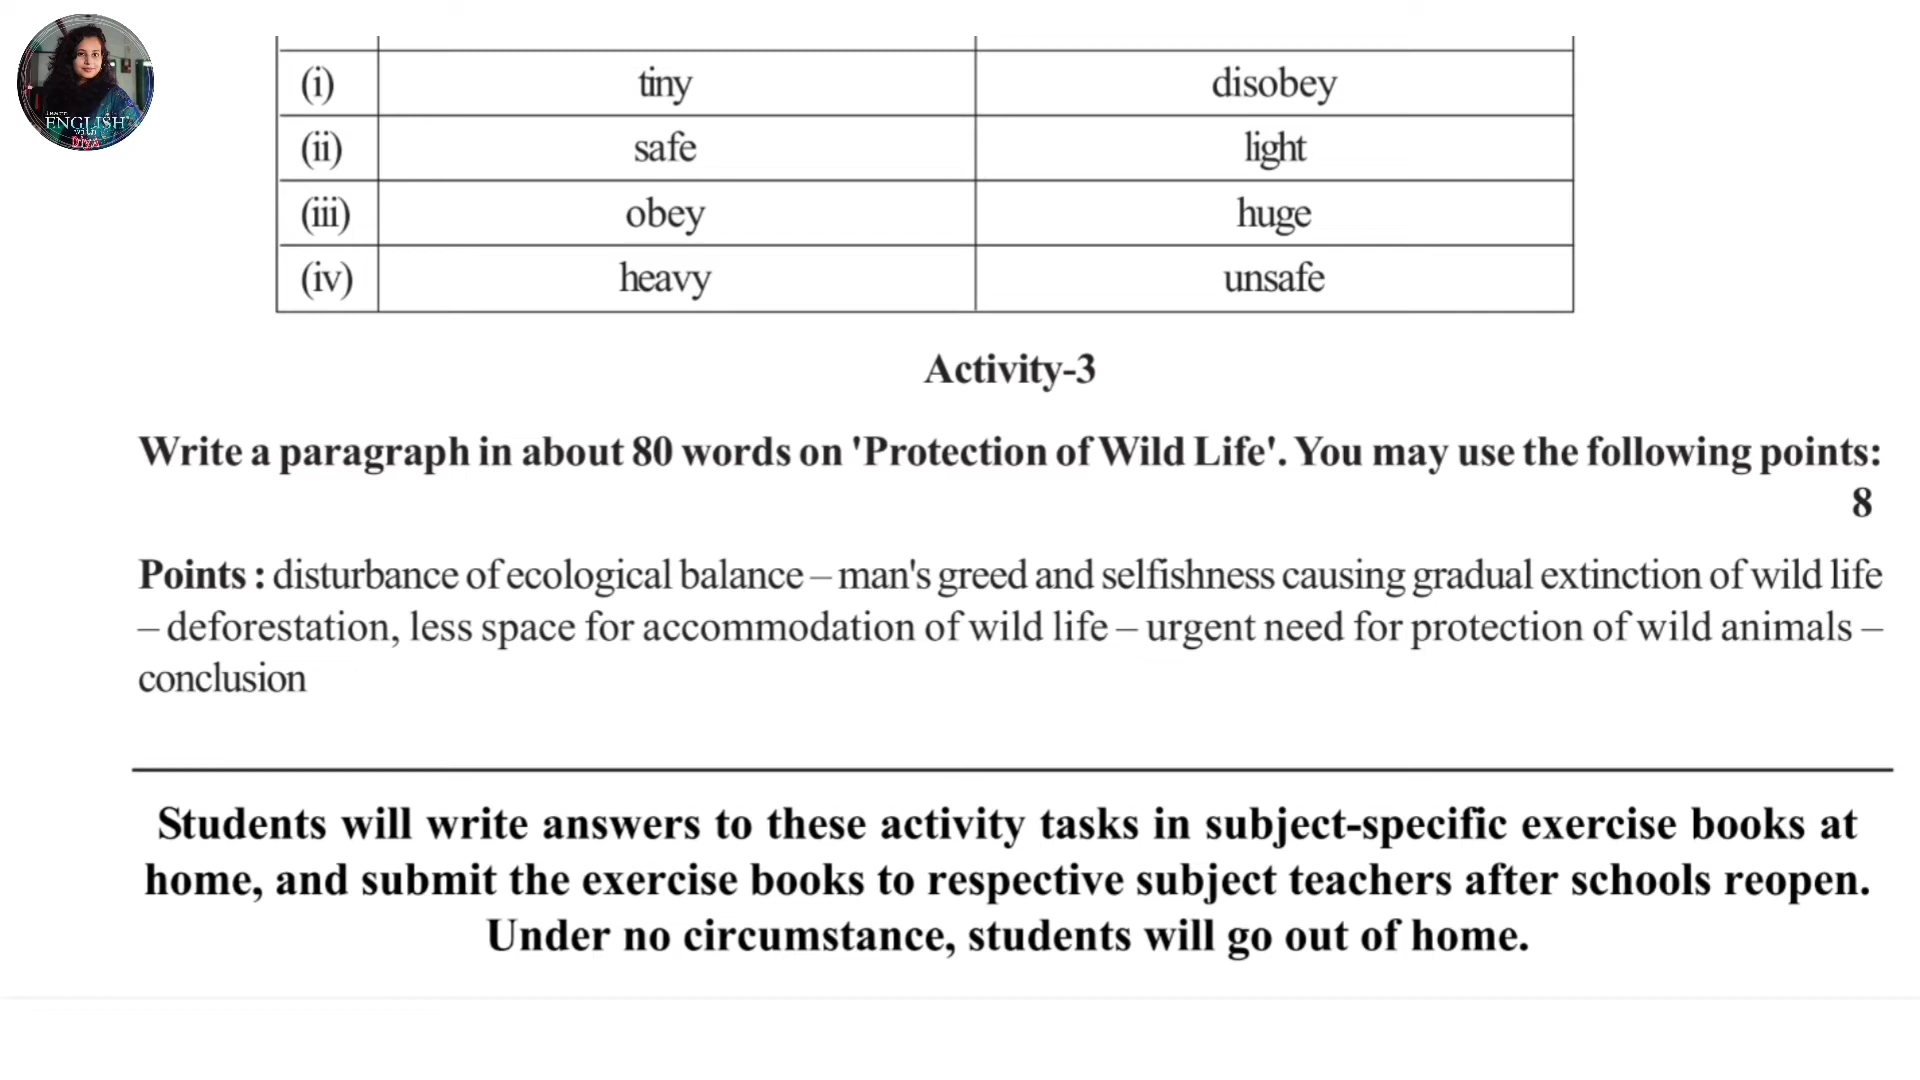 learn
ENGLISH
with
DiyA
(i) tiny disobey
(ii) safe light
(iii) obey huge
(iv) heavy unsafe
Activity-3
Write a paragraph in about 80 words on 'Protection of Wild Life'. You may use the following points:
8
Points : disturbance of ecological balance – man's greed and selfishness causing gradual extinction of wild life
– deforestation, less space for accommodation of wild life – urgent need for protection of wild animals –
conclusion
Students will write answers to these activity tasks in subject-specific exercise books at
home, and submit the exercise books to respective subject teachers after schools reopen.
Under no circumstance, students will go out of home.